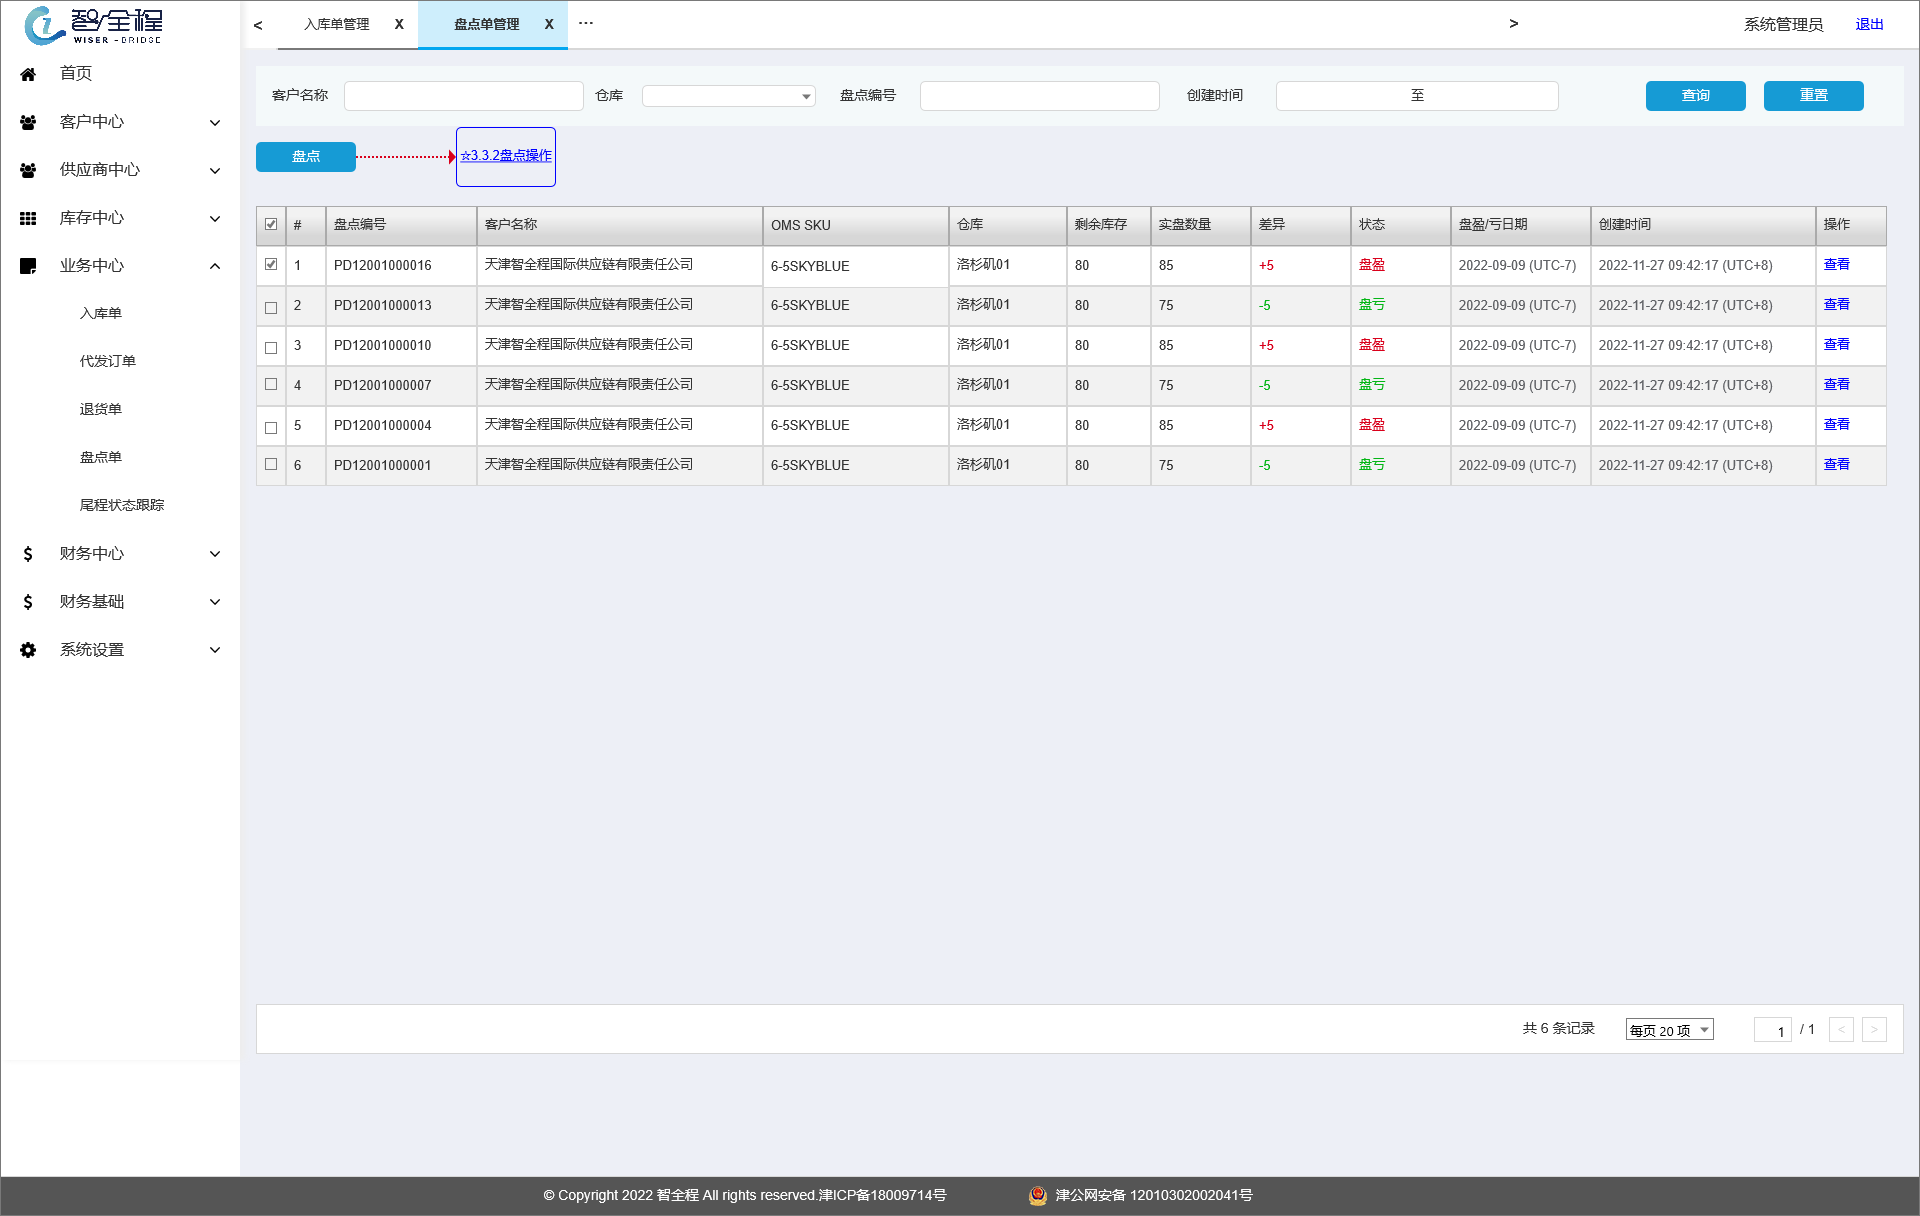 智全程
WISER-BRIDGE
< 入库单管理 X 盘点单管理 X ... > 系统管理员 退出
首页
客户中心
供应商中心
库存中心
业务中心
入库单
代发订单
退货单
盘点单
尾程状态跟踪
财务中心
财务基础
系统设置
客户名称 仓库 盘点编号 创建时间 至 查询 重置
盘点 ☆3.3.2盘点操作
# 盘点编号 客户名称 OMS SKU 仓库 剩余库存 实盘数量 差异 状态 盘盈/亏日期 创建时间 操作
1 PD12001000016 天津智全程国际供应链有限责任公司 6-5SKYBLUE 洛杉矶01 80 85 +5 盘盈 2022-09-09 (UTC-7) 2022-11-27 09:42:17 (UTC+8) 查看
2 PD12001000013 天津智全程国际供应链有限责任公司 6-5SKYBLUE 洛杉矶01 80 75 -5 盘亏 2022-09-09 (UTC-7) 2022-11-27 09:42:17 (UTC+8) 查看
3 PD12001000010 天津智全程国际供应链有限责任公司 6-5SKYBLUE 洛杉矶01 80 85 +5 盘盈 2022-09-09 (UTC-7) 2022-11-27 09:42:17 (UTC+8) 查看
4 PD12001000007 天津智全程国际供应链有限责任公司 6-5SKYBLUE 洛杉矶01 80 75 -5 盘亏 2022-09-09 (UTC-7) 2022-11-27 09:42:17 (UTC+8) 查看
5 PD12001000004 天津智全程国际供应链有限责任公司 6-5SKYBLUE 洛杉矶01 80 85 +5 盘盈 2022-09-09 (UTC-7) 2022-11-27 09:42:17 (UTC+8) 查看
6 PD12001000001 天津智全程国际供应链有限责任公司 6-5SKYBLUE 洛杉矶01 80 75 -5 盘亏 2022-09-09 (UTC-7) 2022-11-27 09:42:17 (UTC+8) 查看
共 6 条记录 每页 20 项 1 / 1 < >
© Copyright 2022 智全程 All rights reserved.津ICP备18009714号 津公网安备 12010302002041号